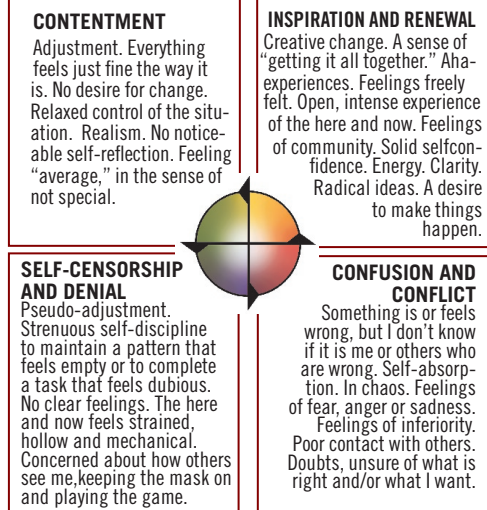 CONTENTMENT
Adjustment. Everything
feels just fine the way it
is. No desire for change.
Relaxed control of the situ-
ation. Realism. No notice-
able self-reflection. Feeling
“average,” in the sense of
not special.
INSPIRATION AND RENEWAL
Creative change. A sense of
“getting it all together.” Aha-
experiences. Feelings freely
felt. Open, intense experience
of the here and now. Feelings
of community. Solid selfcon-
fidence. Energy. Clarity.
Radical ideas. A desire
to make things
happen.
SELF-CENSORSHIP
AND DENIAL
Pseudo-adjustment.
Strenuous self-discipline
to maintain a pattern that
feels empty or to complete
a task that feels dubious.
No clear feelings. The here
and now feels strained,
hollow and mechanical.
Concerned about how others
see me,keeping the mask on
and playing the game.
CONFUSION AND
CONFLICT
Something is or feels
wrong, but I don’t know
if it is me or others who
are wrong. Self-absorp-
tion. In chaos. Feelings
of fear, anger or sadness.
Feelings of inferiority.
Poor contact with others.
Doubts, unsure of what is
right and/or what I want.